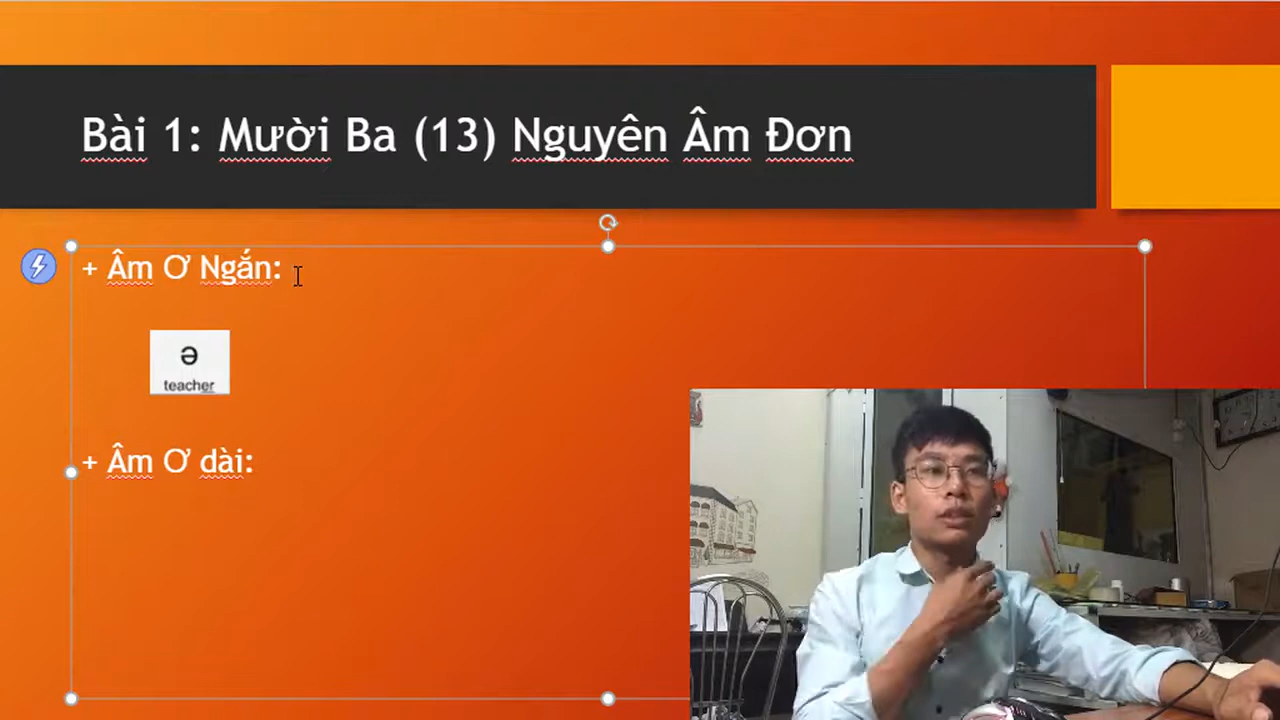 Bài 1: Mười Ba (13) Nguyên Âm Đơn
+ Âm Ơ Ngắn:
ə
teacher
+ Âm Ơ dài: